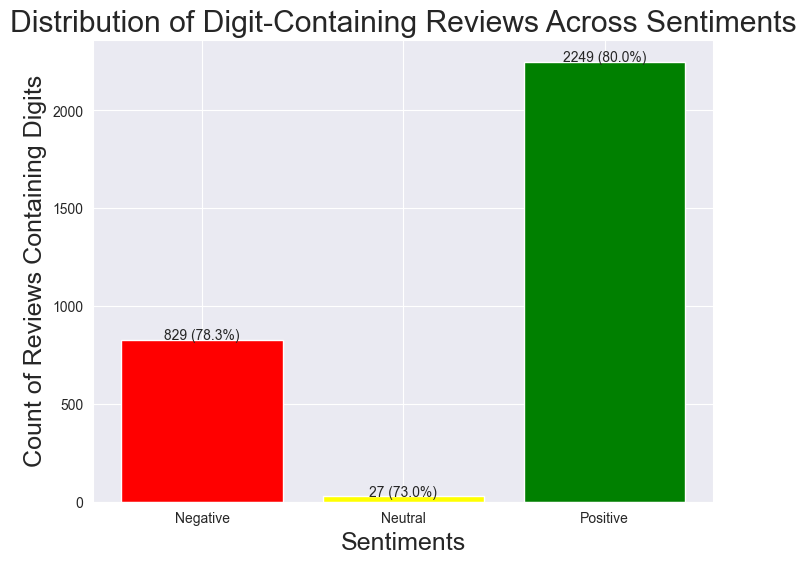 Distribution of Digit-Containing Reviews Across Sentiments
Count of Reviews Containing Digits
2000
1500
1000
500
0
829 (78.3%)
27 (73.0%)
2249 (80.0%)
Negative
Neutral
Positive
Sentiments